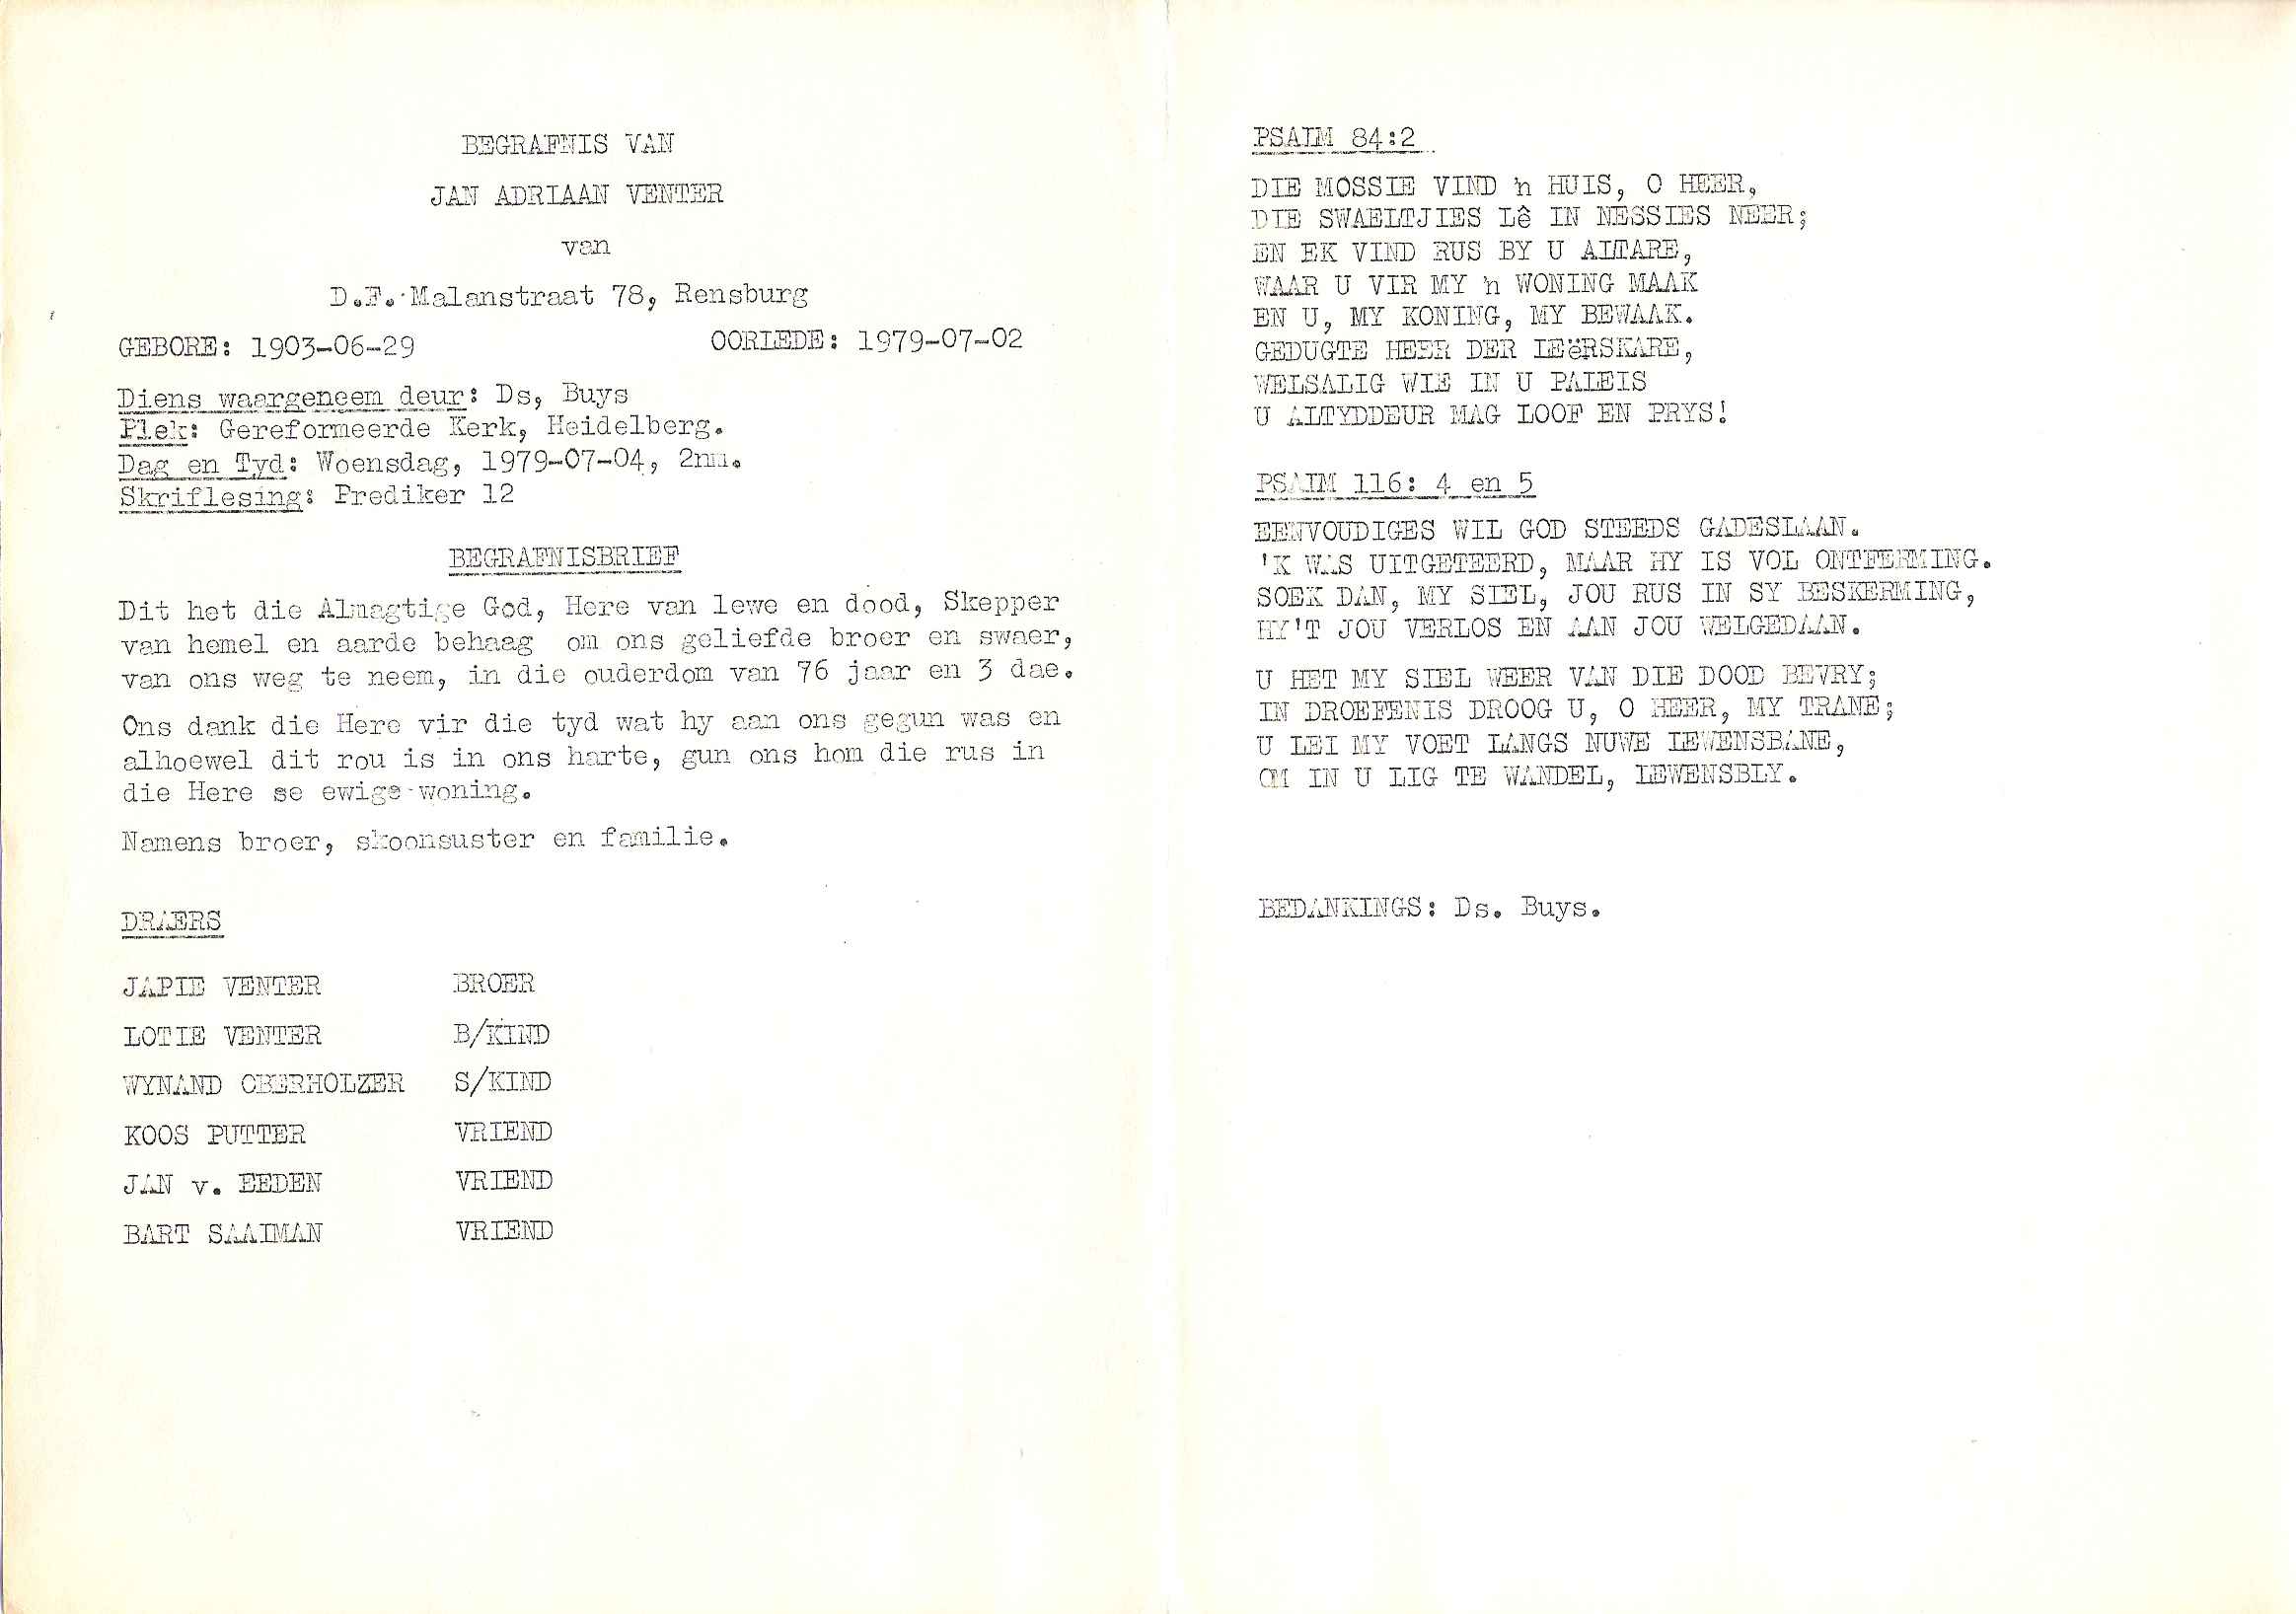 BEGRAFNIS VAN
JAN ADRIAAN VENTER
van
D.F. Malanstraat 78, Rensburg
GEBORE: 1903-06-29 OORLEDE: 1979-07-02
Diens waargeneem deur: Ds, Buys
Plek: Gereformeerde Kerk, Heidelberg.
Dag en Tyd: Woensdag, 1979-07-04, 2nm.
Skriflesing: Prediker 12
BEGRAFNISBRIEF
Dit het die Almagtige God, Here van lewe en dood, Skepper
van hemel en aarde behaag om ons geliefde broer en swaer,
van ons weg te neem, in die ouderdom van 76 jaar en 3 dae.
Ons dank die Here vir die tyd wat hy aan ons gegun was en
alhoewel dit rou is in ons harte, gun ons hom die rus in
die Here se ewige woning.
Namens broer, skoonsuster en familie.
DRAERS
JAPIE VENTER BROER
LOTIE VENTER B/KIND
WYNAND OBERHOLZER S/KIND
KOOS PUTTER VRIEND
JAN v. EEDEN VRIEND
BART SAAIMAN VRIEND
PSALM 84:2
DIE MOSSIE VIND 'n HUIS, O HEER,
DIE SWAELTJIES Lê IN NESSIES NEER;
EN EK VIND RUS BY U ALTARE,
WAAR U VIR MY 'n WONING MAAK
EN U, MY KONING, MY BEWAAK.
GEDUGTE HEER DER LEëRSKARE,
WELSALIG WIE IN U PALEIS
U ALTYDDEUR MAG LOOF EN PRYS!
PSALM 116: 4 en 5
EENVOUDIGES WIL GOD STEEDS GADESLAAN.
'K WAS UITGETEERD, MAAR HY IS VOL ONTFERMING.
SOEK DAN, MY SIEL, JOU RUS IN SY BESKERMING,
HY'T JOU VERLOS EN AAN JOU WELGEDAAN.
U HET MY SIEL WEER VAN DIE DOOD BEVRY;
IN DROEFENIS DROOG U, O HEER, MY TRANE;
U LEI MY VOET LANGS NUWE LEWENSBANE,
OM IN U LIG TE WANDEL, LEWENSBLY.
BEDANKINGS: Ds. Buys.